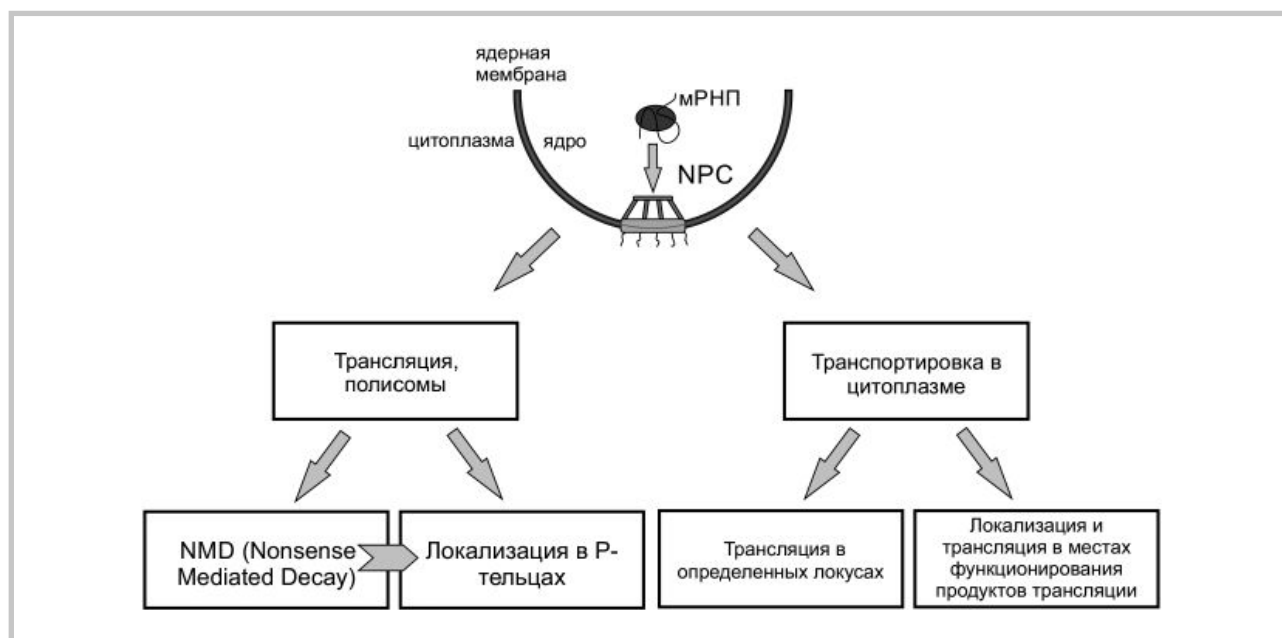 ядерная
мембрана
мРНП
цитоплазма
ядро
NPC
Трансляция,
полисомы
Транспортировка в
цитоплазме
NMD (Nonsense
Mediated Decay)
Локализация в P-
тельцах
Трансляция в
определенных локусах
Локализация и
трансляция в местах
функционирования
продуктов трансляции